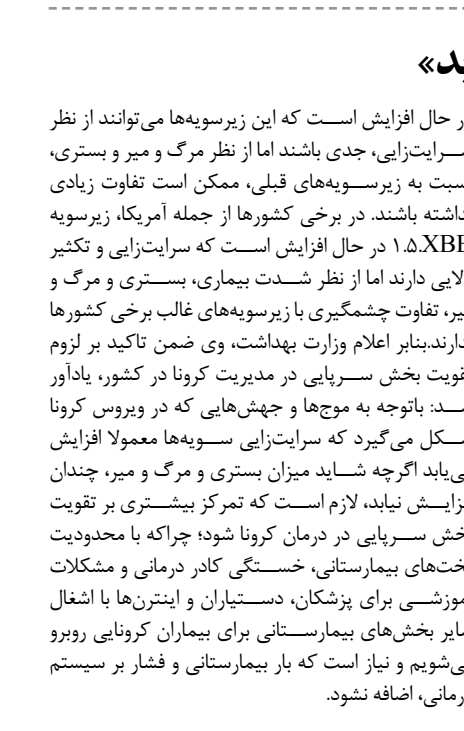 ید»
ر حال افزایش است که این زیرسویه‌ها می‌توانند از نظر
سرایت‌زایی، جدی باشند اما از نظر مرگ و میر و بستری،
سبت به زیرسویه‌های قبلی، ممکن است تفاوت زیادی
داشته باشند. در برخی کشورها از جمله آمریکا، زیرسویه
۱.۵.XBB در حال افزایش است که سرایت‌زایی و تکثیر
الایی دارند اما از نظر شدت بیماری، بستری و مرگ و
یر، تفاوت چشمگیری با زیرسویه‌های غالب برخی کشورها
دارند.بنابر اعلام وزارت بهداشت، وی ضمن تاکید بر لزوم
قویت بخش سرپایی در مدیریت کرونا در کشور، یادآور
شد: باتوجه به موج‌ها و جهش‌هایی که در ویروس کرونا
شکل می‌گیرد که سرایت‌زایی سویه‌ها معمولا افزایش
ی‌یابد اگرچه شاید میزان بستری و مرگ و میر، چندان
زایش نیابد، لازم است که تمرکز بیشتری بر تقویت
خش سرپایی در درمان کرونا شود؛ چراکه با محدودیت
خت‌های بیمارستانی، خستگی کادر درمانی و مشکلات
موزشی برای پزشکان، دستیاران و اینترن‌ها با اشغال
سایر بخش‌های بیمارستانی برای بیماران کرونایی روبرو
ی‌شویم و نیاز است که بار بیمارستانی و فشار بر سیستم
رمانی، اضافه نشود.